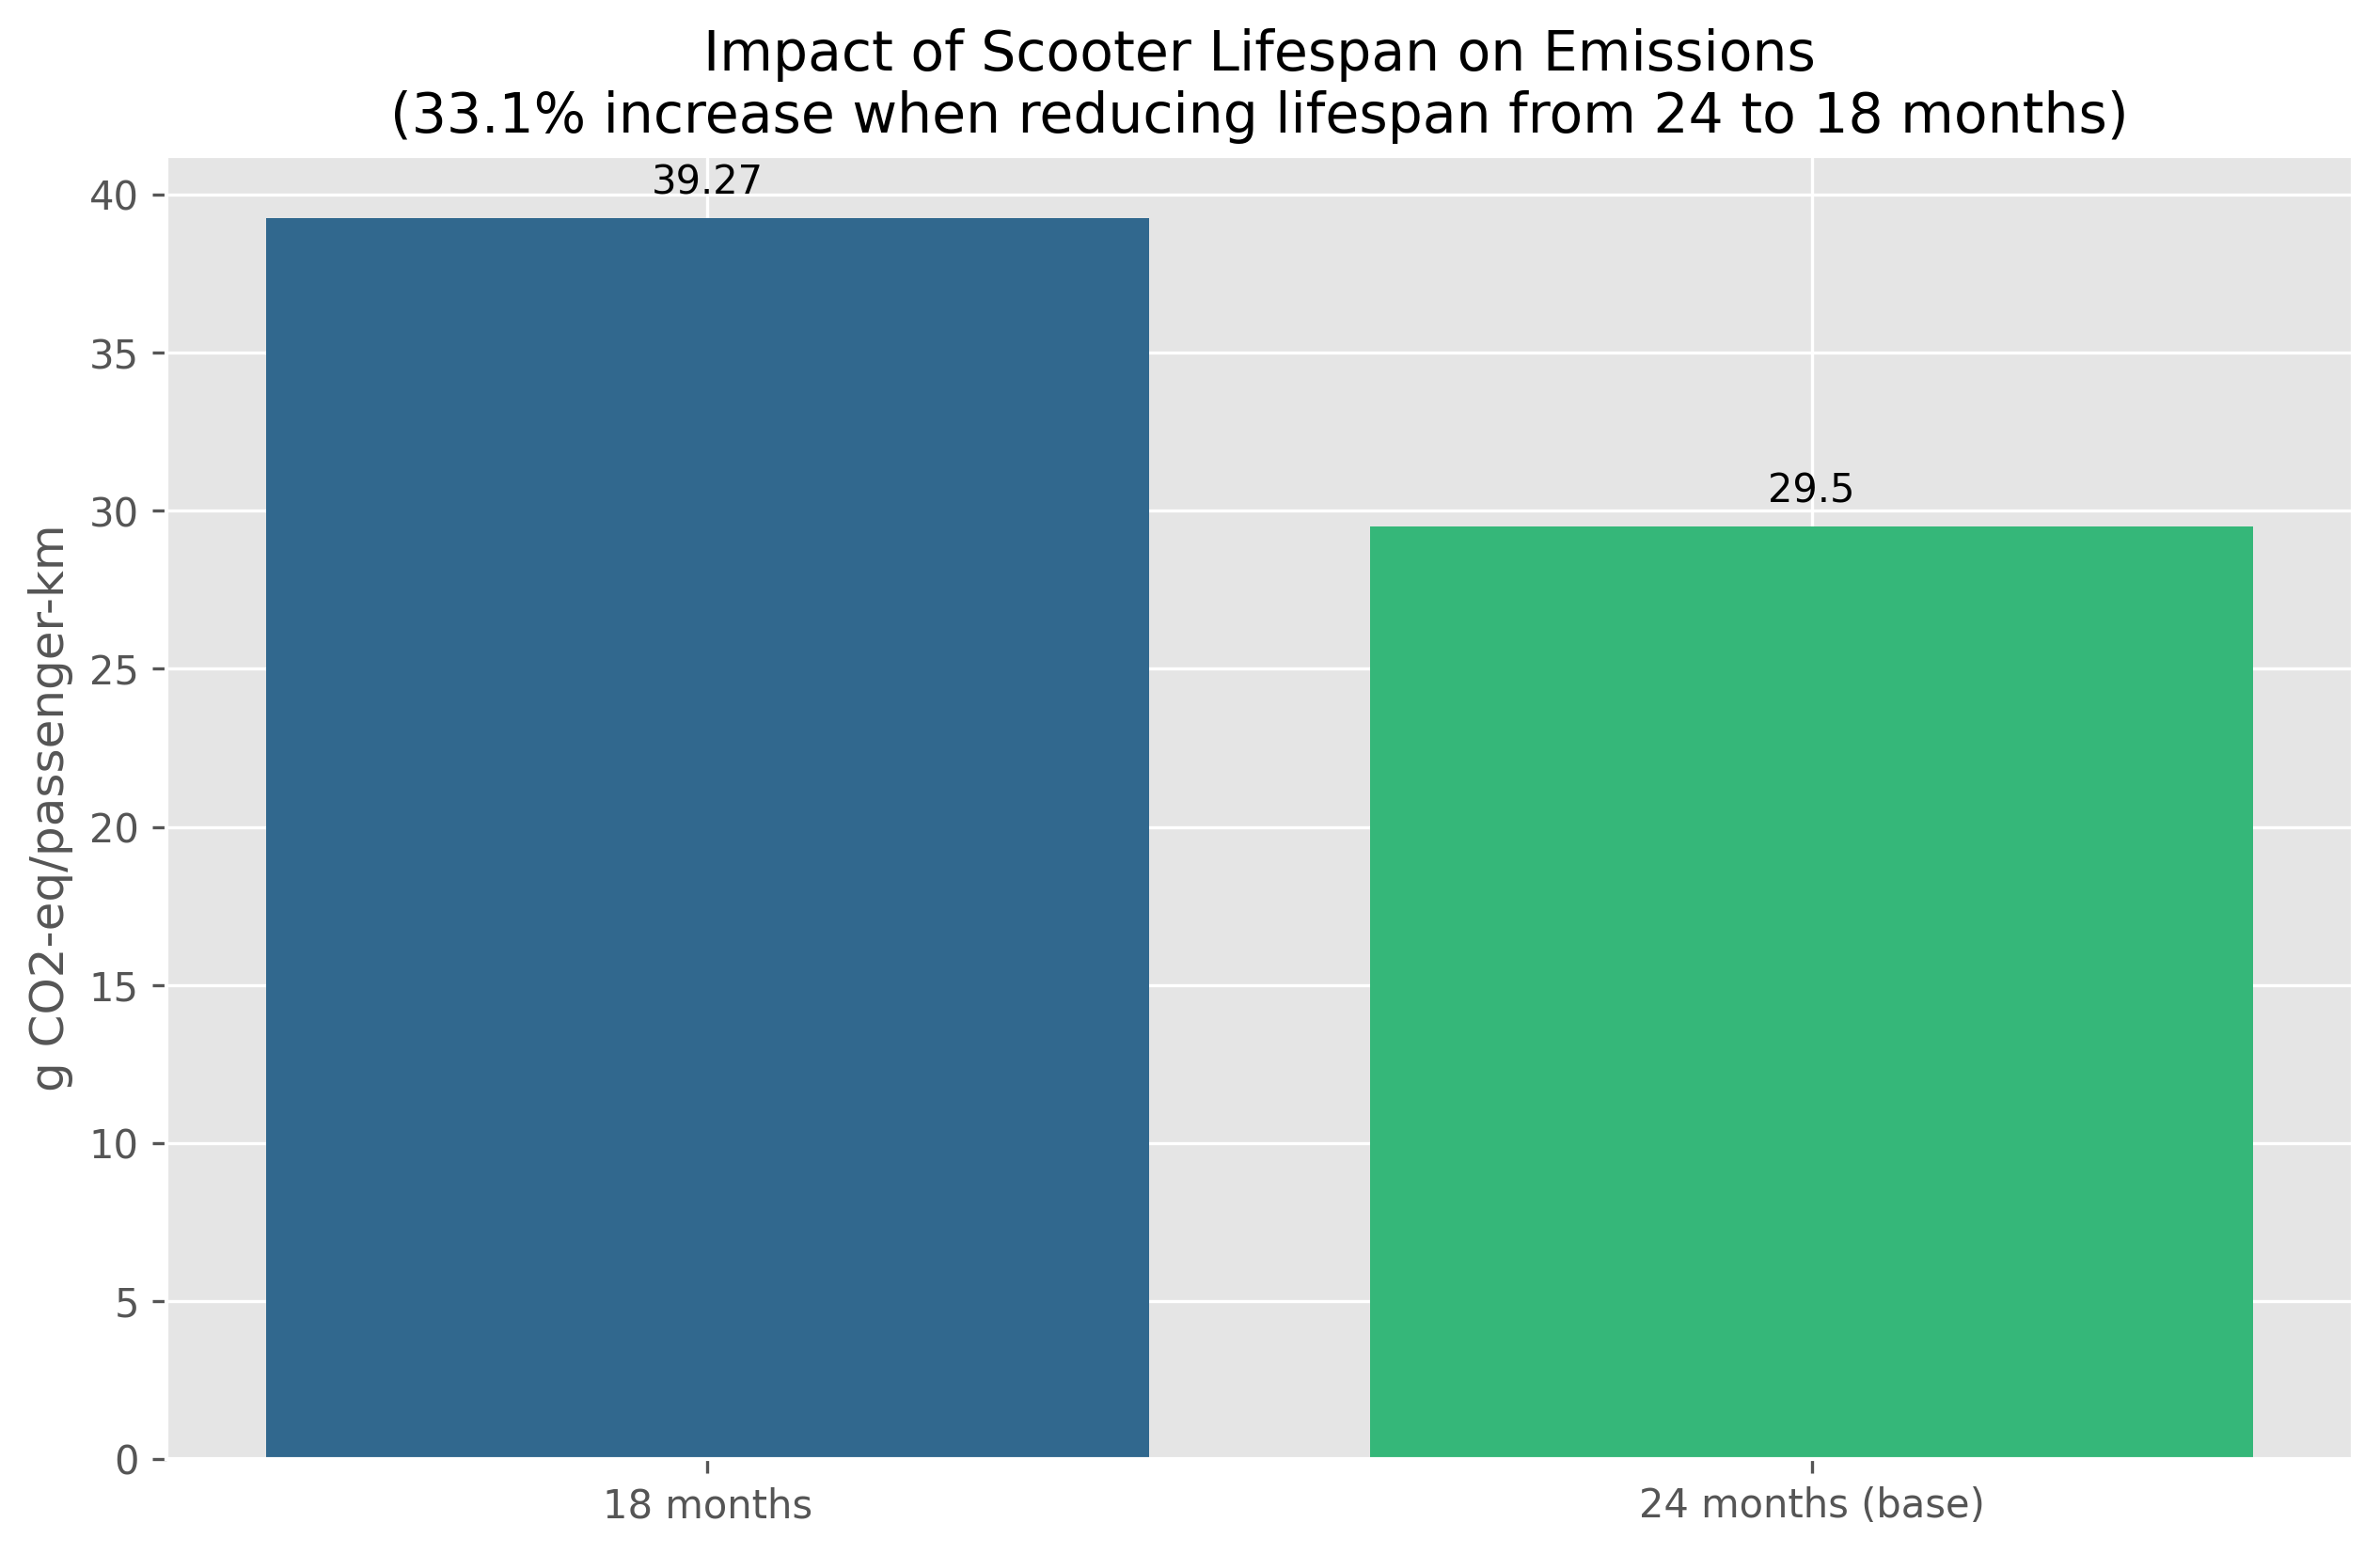 Impact of Scooter Lifespan on Emissions
(33.1% increase when reducing lifespan from 24 to 18 months)
39.27
29.5
g CO2-eq/passenger-km
40
35
30
25
20
15
10
5
0
18 months
24 months (base)